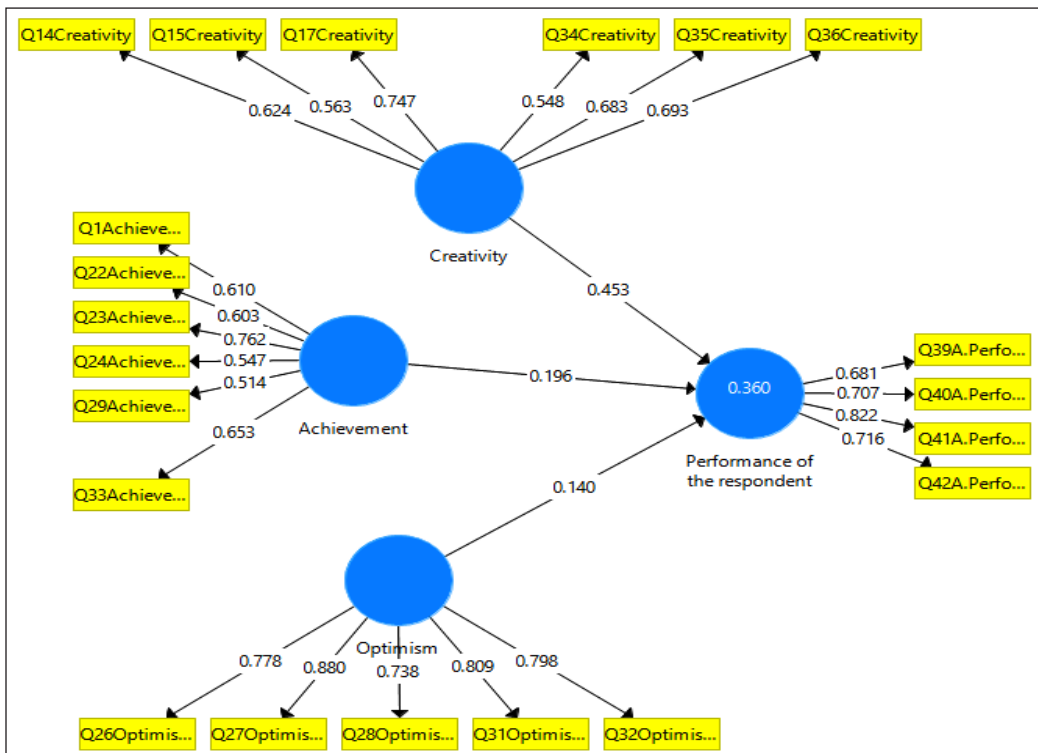 Q14Creativity Q15Creativity Q17Creativity Q34Creativity Q35Creativity Q36Creativity
0.624 0.563 0.747 0.548 0.683 0.693
Creativity
Q1Achieve...
Q22Achieve...
Q23Achieve...
Q24Achieve...
Q29Achieve...
Q33Achieve...
0.610
0.603
0.762
0.547
0.514
0.653
Achievement
0.453
0.196
0.140
0.360
Performance of
the respondent
0.681
0.707
0.822
0.716
Q39A.Perfo...
Q40A.Perfo...
Q41A.Perfo...
Q42A.Perfo...
Optimism
0.778 0.880 0.738 0.809 0.798
Q26Optimis... Q27Optimis... Q28Optimis... Q31Optimis... Q32Optimis...